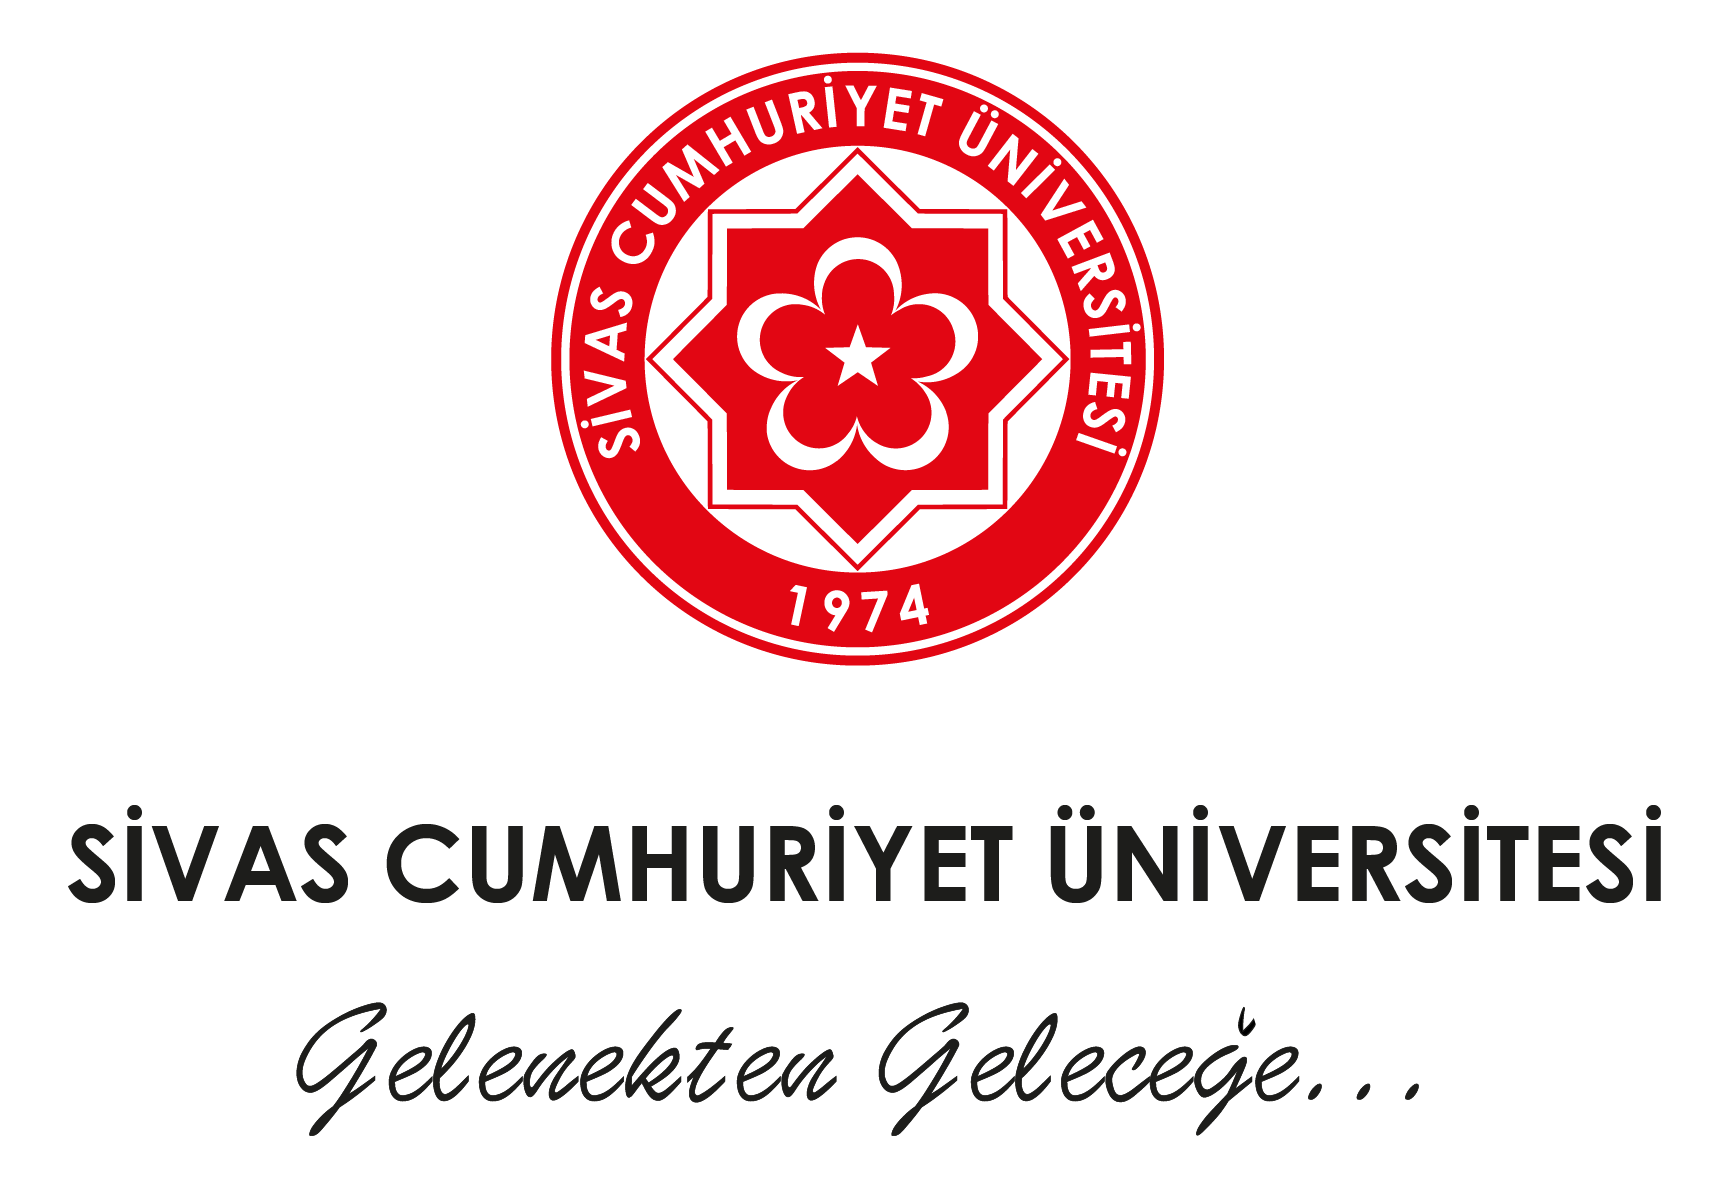 SİVAS CUMHURİYET ÜNİVERSİTESİ
1974
SİVAS CUMHURİYET ÜNİVERSİTESİ
Gelenekten Geleceğe...